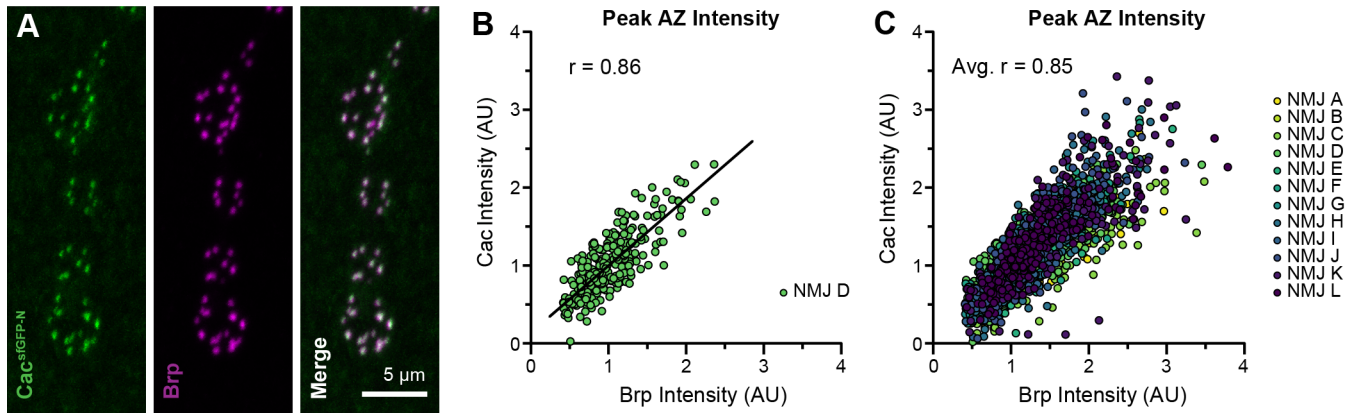 A
Cac^sfGFP-N
Brp
Merge
5 µm
B
Peak AZ Intensity
r = 0.86
NMJ D
Cac Intensity (AU)
4
3
2
1
0
0 1 2 3 4
Brp Intensity (AU)
C
Peak AZ Intensity
Avg. r = 0.85
Cac Intensity (AU)
4
3
2
1
0
0 1 2 3 4
Brp Intensity (AU)
NMJ A
NMJ B
NMJ C
NMJ D
NMJ E
NMJ F
NMJ G
NMJ H
NMJ I
NMJ J
NMJ K
NMJ L